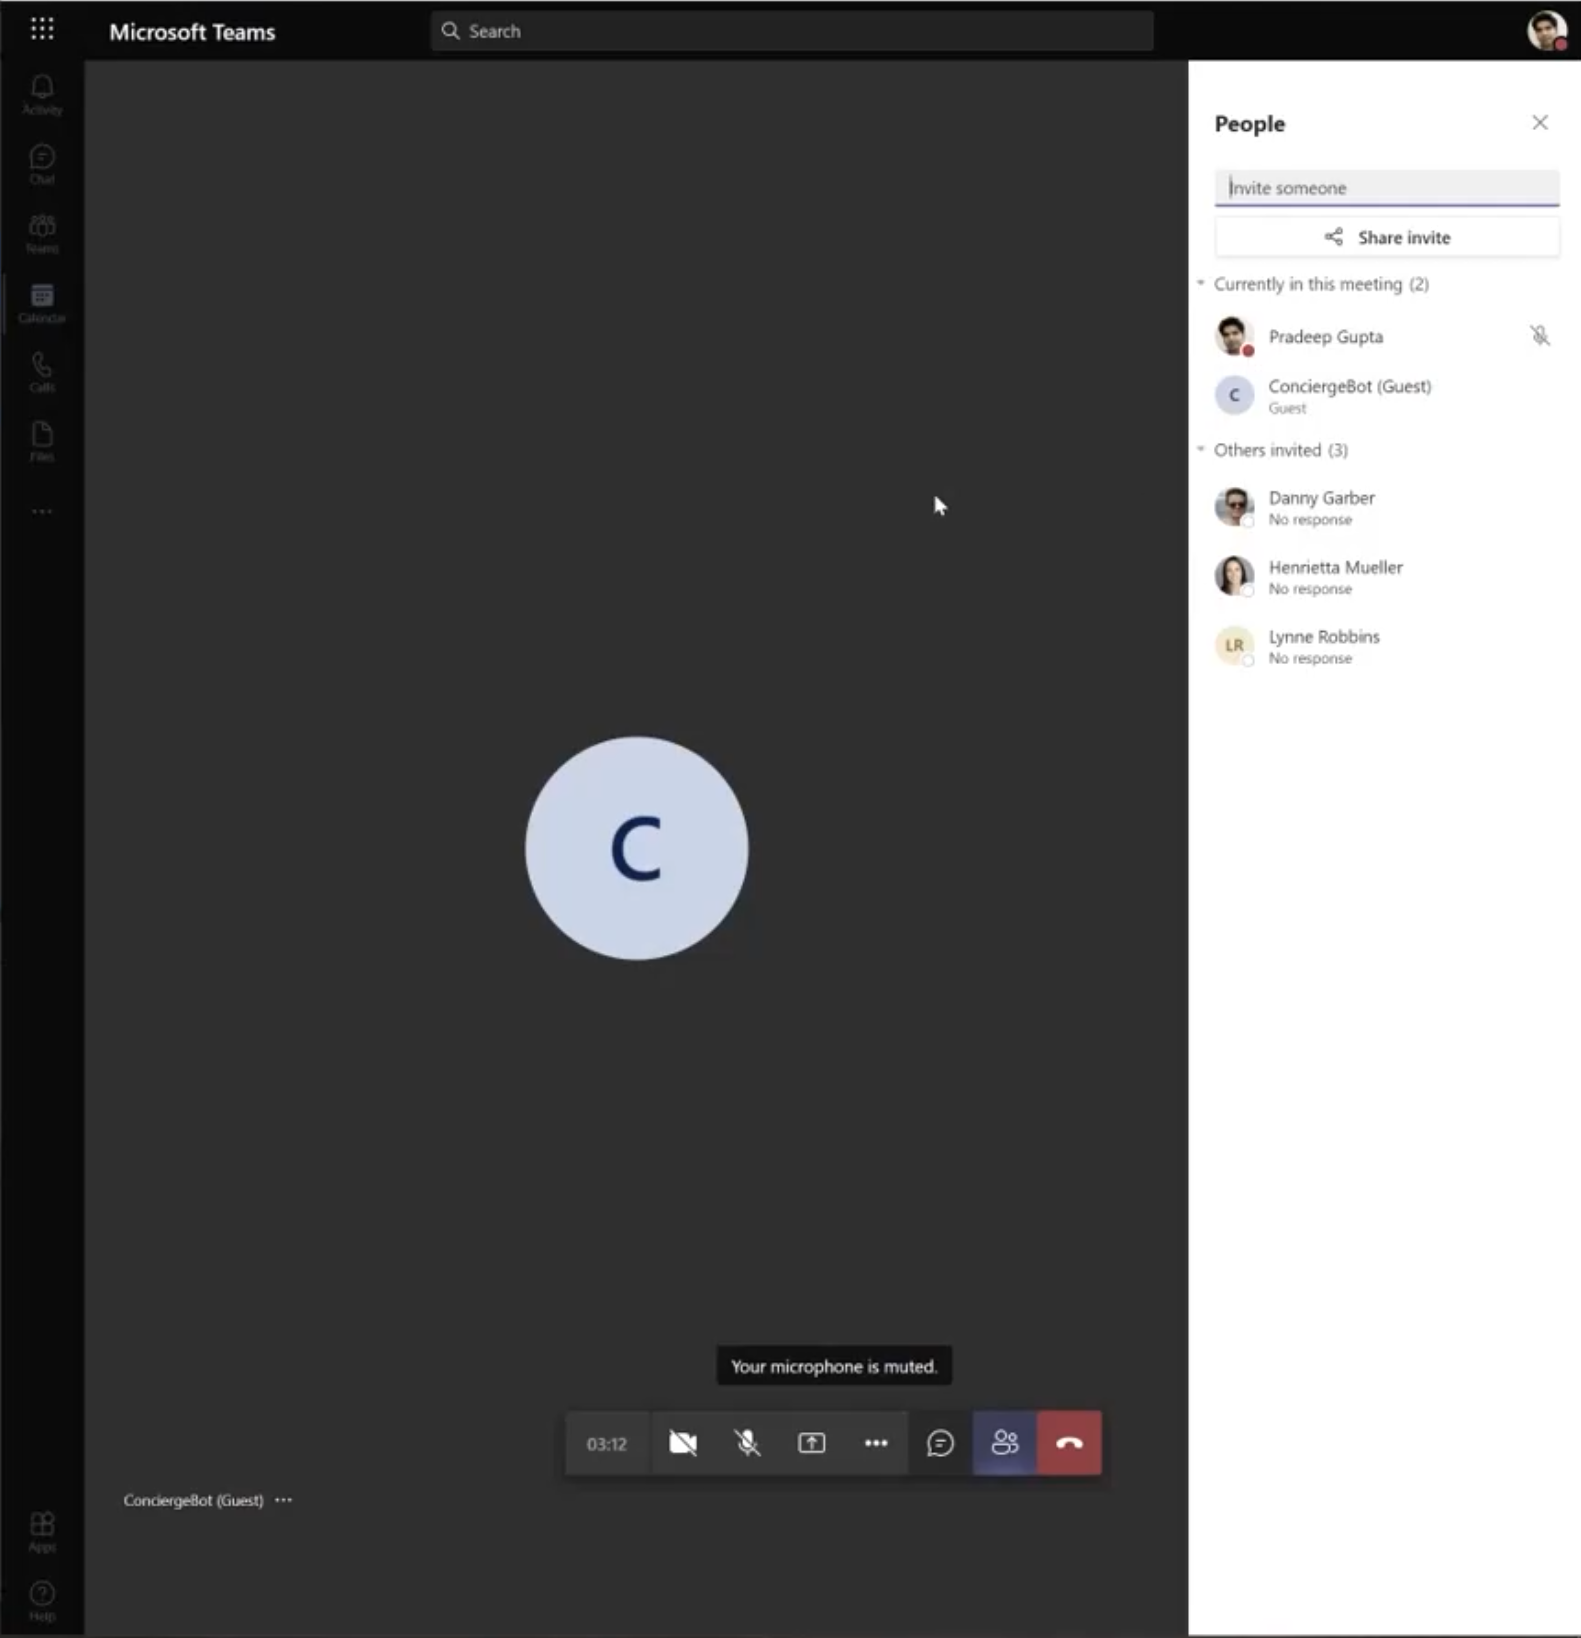 Microsoft Teams
Search
Activity
Chat
Teams
Calendar
Calls
Files
Apps
Help
C
Your microphone is muted.
03:12
ConciergeBot (Guest)
People
Invite someone
Share invite
Currently in this meeting (2)
Pradeep Gupta
C
ConciergeBot (Guest)
Guest
Others invited (3)
Danny Garber
No response
Henrietta Mueller
No response
LR
Lynne Robbins
No response